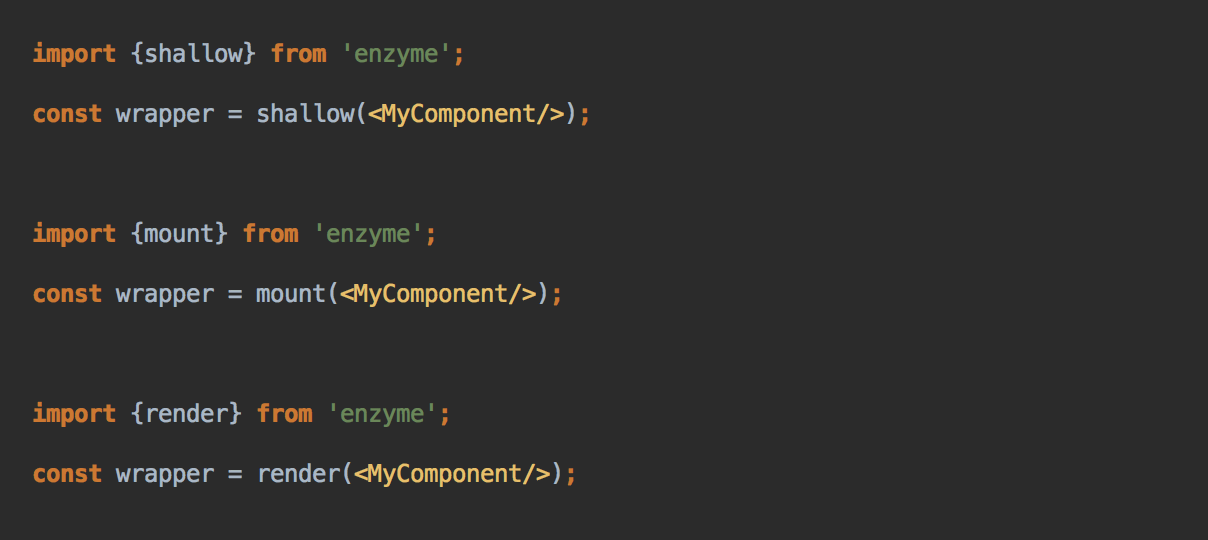 import {shallow} from 'enzyme';
const wrapper = shallow(<MyComponent/>);
import {mount} from 'enzyme';
const wrapper = mount(<MyComponent/>);
import {render} from 'enzyme';
const wrapper = render(<MyComponent/>);